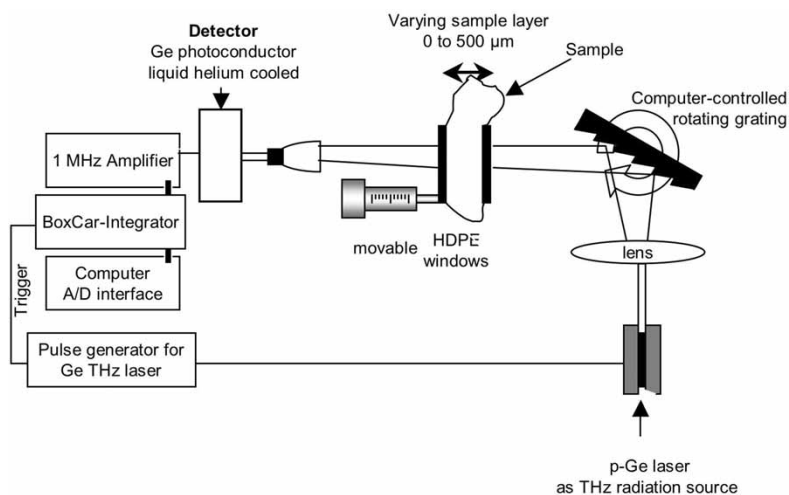 Detector
Ge photoconductor
liquid helium cooled
Varying sample layer
0 to 500 µm
Sample
Computer-controlled
rotating grating
1 MHz Amplifier
BoxCar-Integrator
Computer
A/D interface
Trigger
Pulse generator for
Ge THz laser
movable
HDPE
windows
lens
p-Ge laser
as THz radiation source